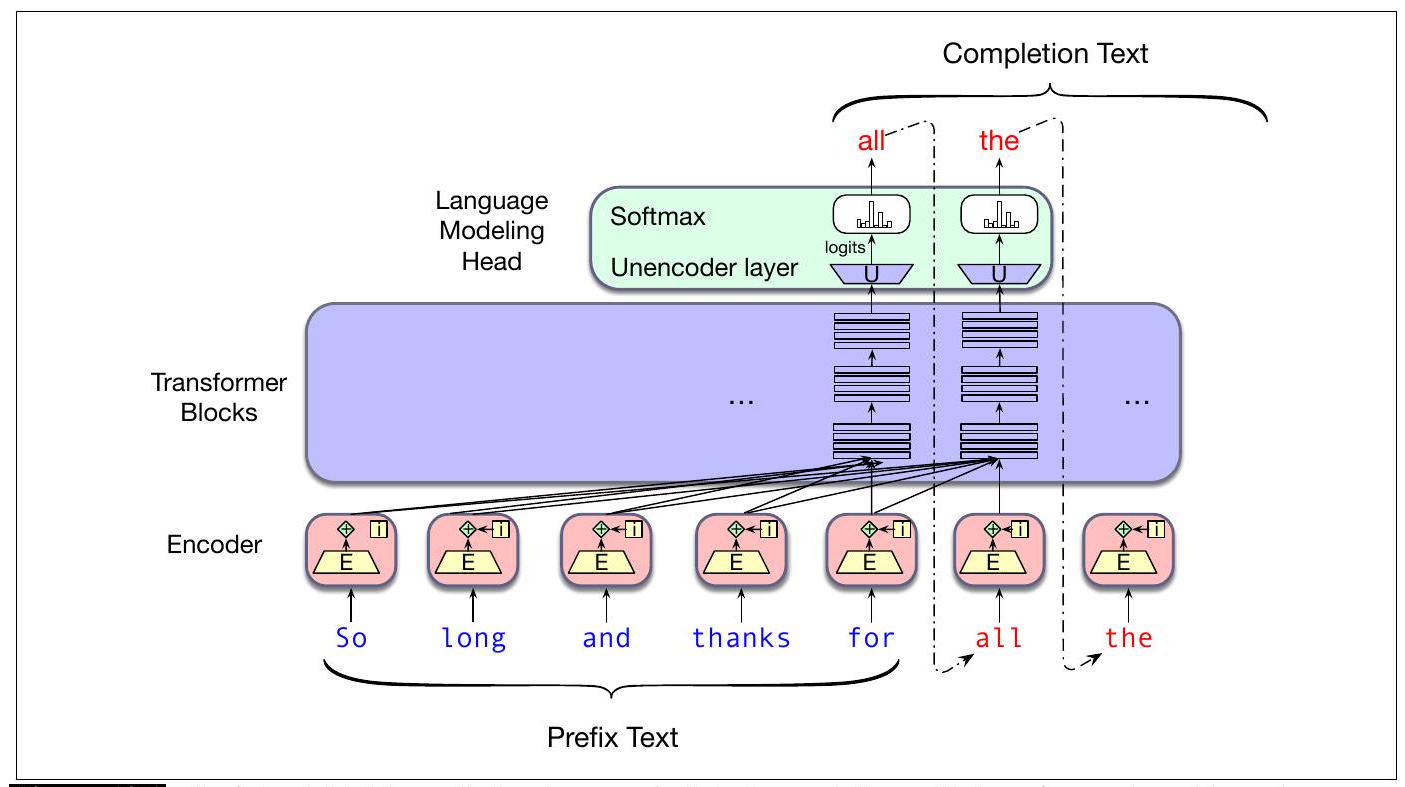 Completion Text
all the
Language
Modeling
Head
Softmax
logits
Unencoder layer
U U
Transformer
Blocks
... ...
Encoder
+ i + i + i + i + i + i + i
E E E E E E E
So long and thanks for all the
Prefix Text